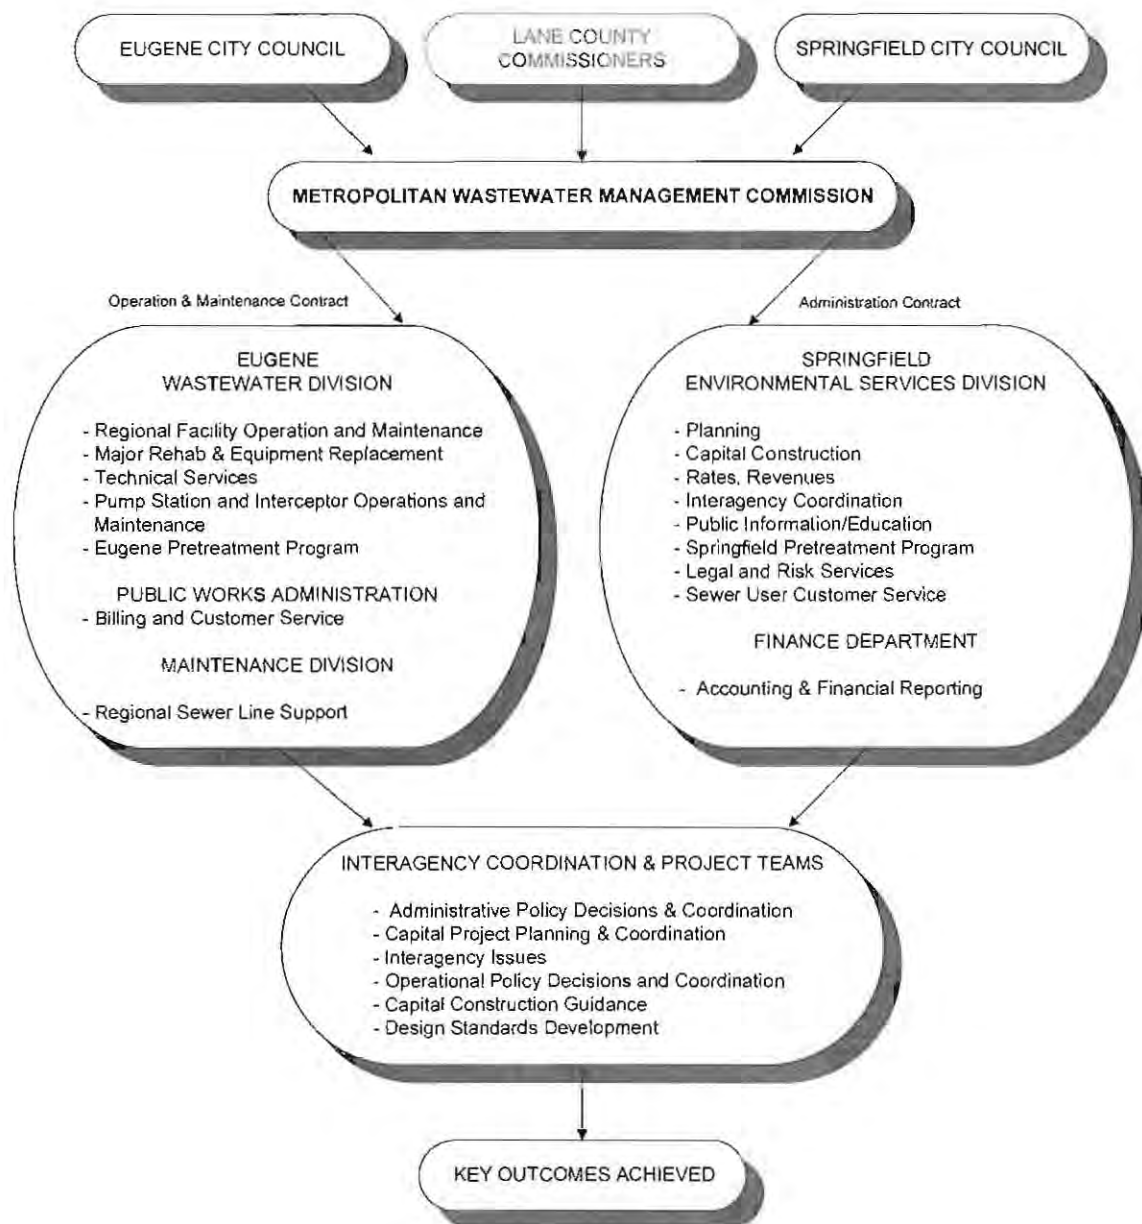 EUGENE CITY COUNCIL
LANE COUNTY
COMMISSIONERS
SPRINGFIELD CITY COUNCIL
METROPOLITAN WASTEWATER MANAGEMENT COMMISSION
Operation & Maintenance Contract
Administration Contract
EUGENE
WASTEWATER DIVISION
- Regional Facility Operation and Maintenance
- Major Rehab & Equipment Replacement
- Technical Services
- Pump Station and Interceptor Operations and
Maintenance
- Eugene Pretreatment Program
PUBLIC WORKS ADMINISTRATION
- Billing and Customer Service
MAINTENANCE DIVISION
- Regional Sewer Line Support
SPRINGFIELD
ENVIRONMENTAL SERVICES DIVISION
- Planning
- Capital Construction
- Rates, Revenues
- Interagency Coordination
- Public Information/Education
- Springfield Pretreatment Program
- Legal and Risk Services
- Sewer User Customer Service
FINANCE DEPARTMENT
- Accounting & Financial Reporting
INTERAGENCY COORDINATION & PROJECT TEAMS
- Administrative Policy Decisions & Coordination
- Capital Project Planning & Coordination
- Interagency Issues
- Operational Policy Decisions and Coordination
- Capital Construction Guidance
- Design Standards Development
KEY OUTCOMES ACHIEVED